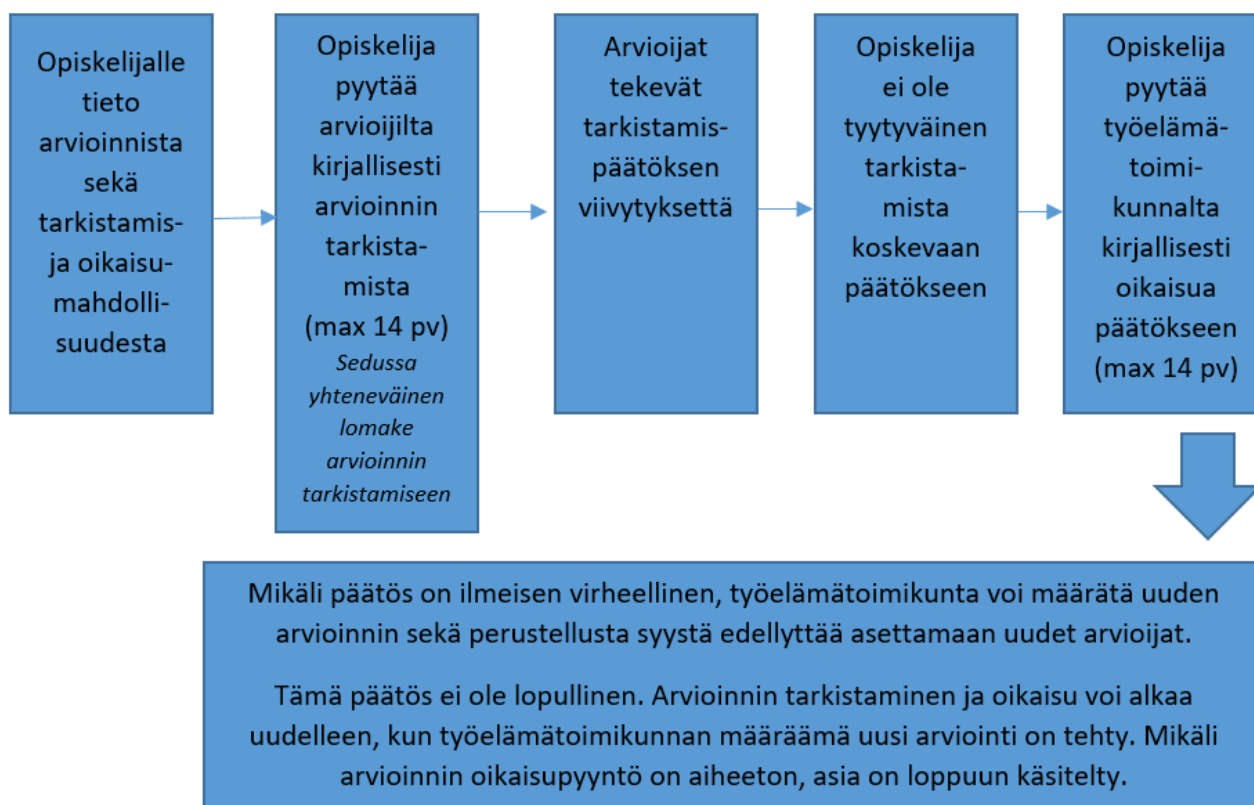 Opiskelijalle
tieto
arvioinnista
sekä
tarkistamis-
ja oikaisu-
mahdolli-
suudesta
Opiskelija
pyytää
arvioijilta
kirjallisesti
arvioinnin
tarkista-
mista
(max 14 pv)
Sedussa
yhteneväinen
lomake
arvioinnin
tarkistamiseen
Arvioijat
tekevät
tarkistamis-
päätöksen
viivytyksettä
Opiskelija
ei ole
tyytyväinen
tarkista-
mista
koskevaan
päätökseen
Opiskelija
pyytää
työelämä-
toimi-
kunnalta
kirjallisesti
oikaisua
päätökseen
(max 14 pv)
Mikäli päätös on ilmeisen virheellinen, työelämätoimikunta voi määrätä uuden
arvioinnin sekä perustellusta syystä edellyttää asettamaan uudet arvioijat.
Tämä päätös ei ole lopullinen. Arvioinnin tarkistaminen ja oikaisu voi alkaa
uudelleen, kun työelämätoimikunnan määräämä uusi arviointi on tehty. Mikäli
arvioinnin oikaisupyyntö on aiheeton, asia on loppuun käsitelty.